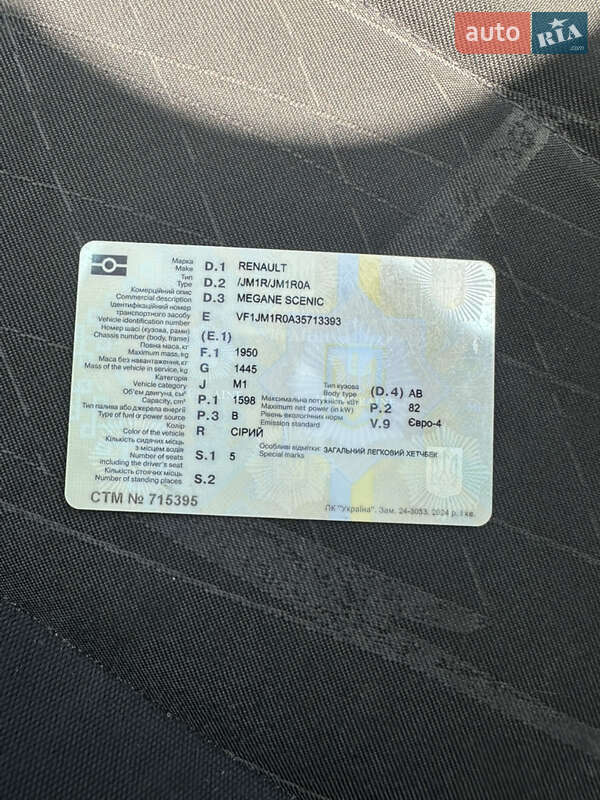 auto RIA .com
Марка
Make D.1 RENAULT
Тип
Type D.2 /JM1R/JM1R0A
Комерційний опис
Commercial description D.3 MEGANE SCENIC
Ідентифікаційний номер
транспортного засобу
Vehicle identification number E VF1JM1R0A35713393
Номер шасі (кузова, рами)
Chassis number (body, frame) (E.1)
Повна маса, кг
Maximum mass, kg F.1 1950
Маса без навантаження, кг
Mass of the vehicle in service, kg G 1445
Категорія
Vehicle category J M1
Тип кузова
Body type (D.4) АВ
Об'єм двигуна, см³
Capacity, cm³ P.1 1598
Максимальна потужність кВт
Maximum net power (in kW) P.2 82
Тип палива або джерела енергії
Type of fuel or power source P.3 B
Рівень екологічних норм
Emission standard V.9 Євро-4
Колір
Color of the vehicle R СІРИЙ
Кількість сидячих місць
з місцем водія
Number of seats S.1 5
including the driver's seat
Особливі відмітки: ЗАГАЛЬНИЙ ЛЕГКОВИЙ ХЕТЧБЕК
Special marks
Кількість стоячих місць
Number of standing places S.2
СТМ № 715395
ПК "Україна". Зам. 24-3053. 2024 р. I кв.